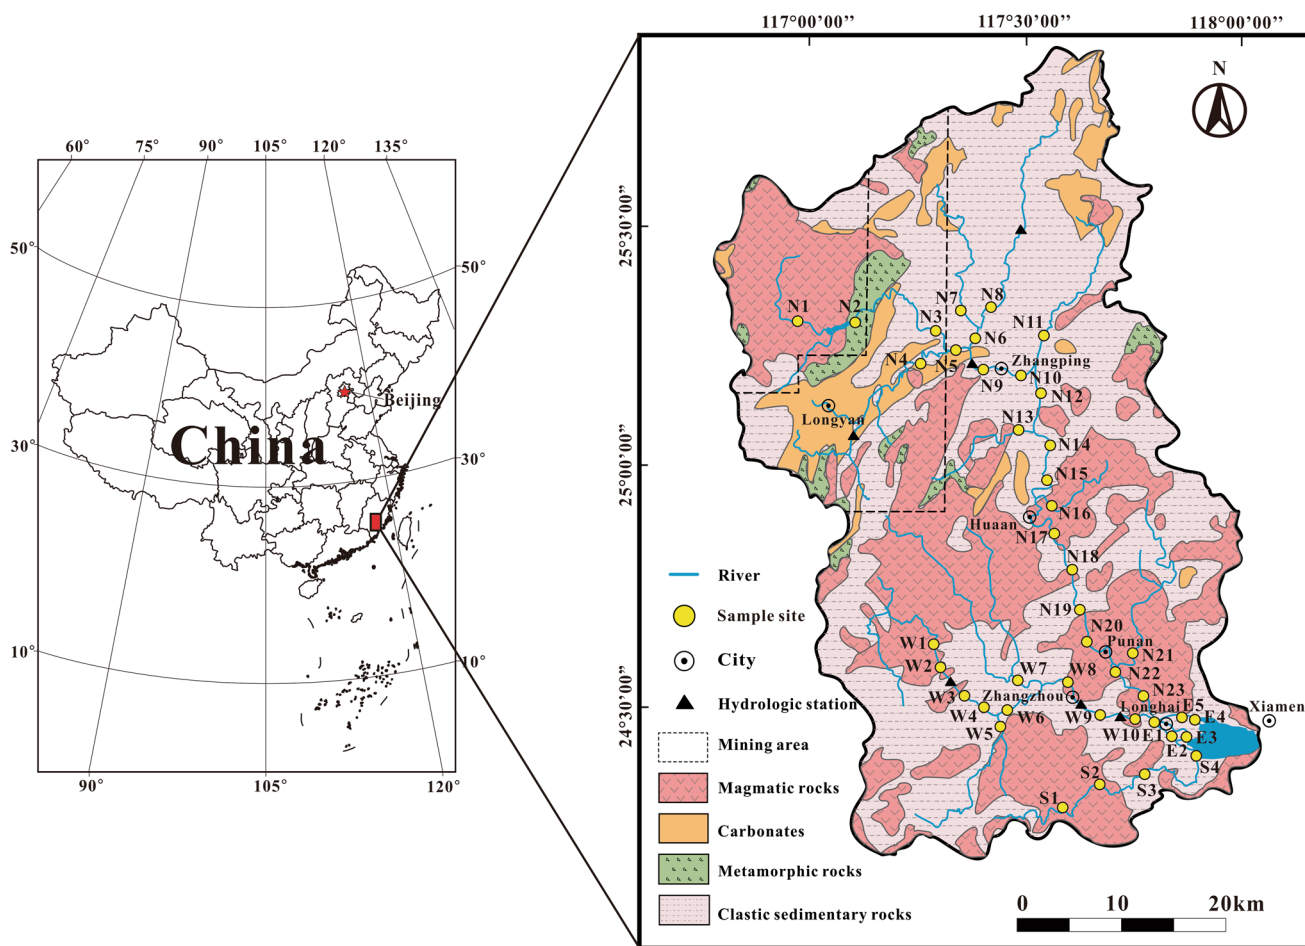 117°00'00''
117°30'00''
118°00'00''
N
60°
75°
90°
105°
120°
135°
50°
50°
30°
30°
10°
10°
90°
105°
120°
Beijing
China
25°30'00''
25°00'00''
24°30'00''
N1
N2
N3
N7
N8
N11
N6
N4
N5
N9
Zhangping
N10
N12
Longyan
N13
N14
N15
N16
Huaan
N17
N18
N19
N20
Punan
N21
N22
W1
W2
W7
W8
W3
Zhangzhou
N23
W4
W6
W9
Longhai
E5
E4
Xiamen
W5
W10
E1
E2
E3
S4
S2
S3
S1
River
Sample site
City
Hydrologic station
Mining area
Magmatic rocks
Carbonates
Metamorphic rocks
Clastic sedimentary rocks
0 10 20km